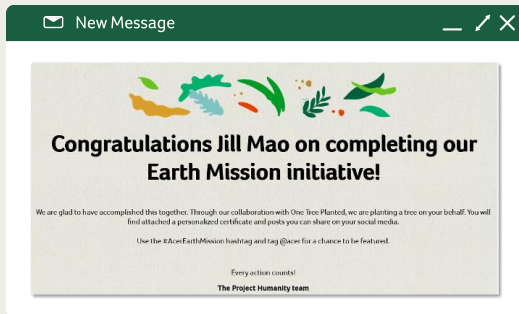 New Message
Congratulations Jill Mao on completing our
Earth Mission initiative!
We are glad to have accomplished this together. Through our collaboration with One Tree Planted, we are planting a tree on your behalf. You will
find attached a personalized certificate and posts you can share on your social media.
Use the #AcerEarthMission hashtag and tag @acer for a chance to be featured.
Every action counts!
The Project Humanity team